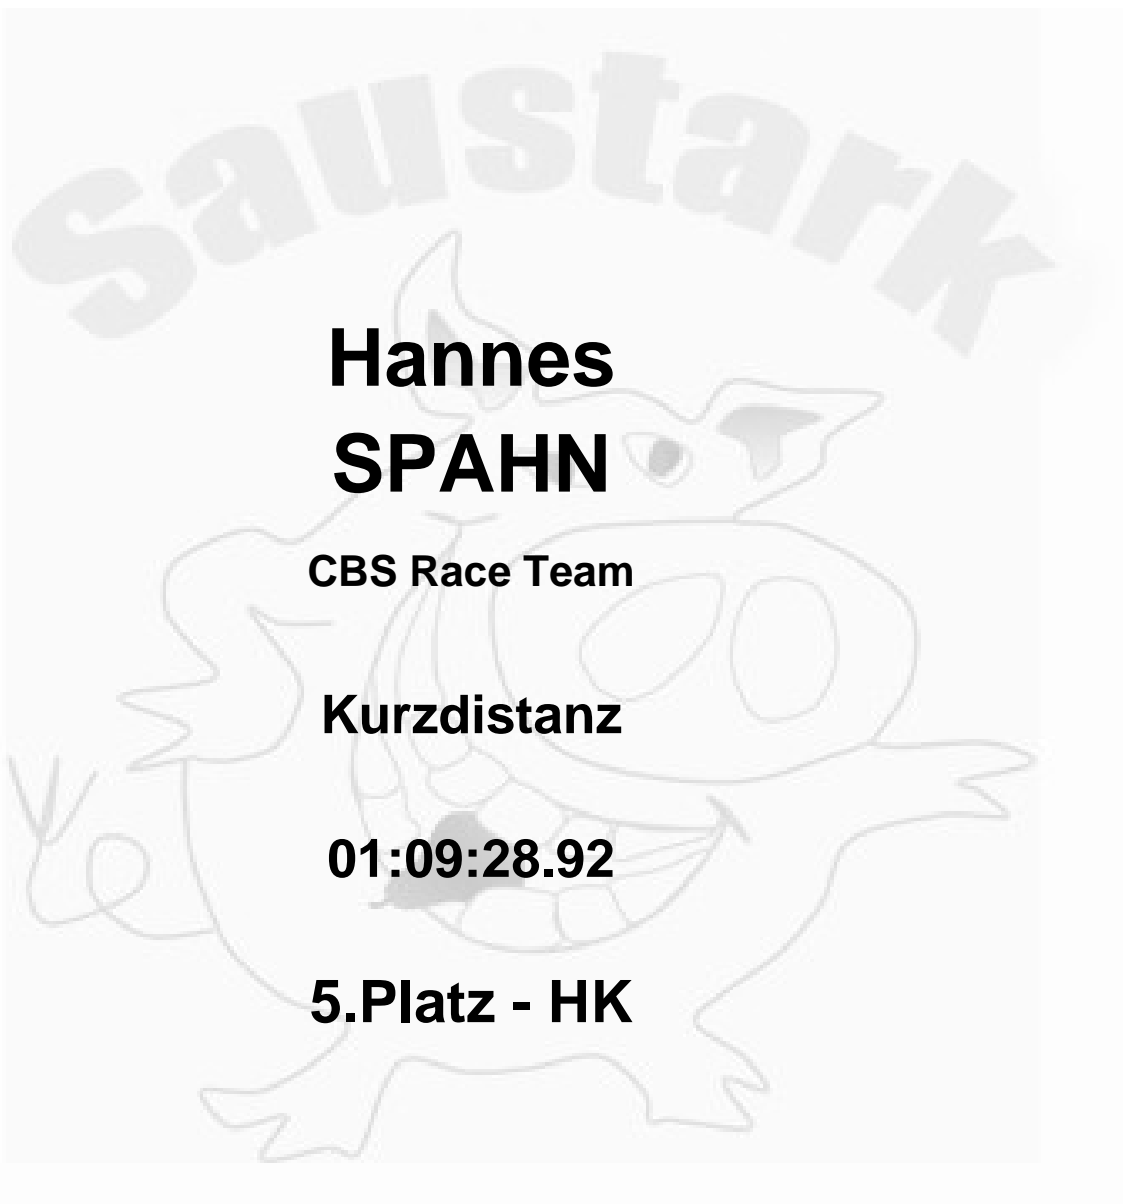 Saustark
Hannes
SPAHN
CBS Race Team
Kurzdistanz
01:09:28.92
5.Platz - HK